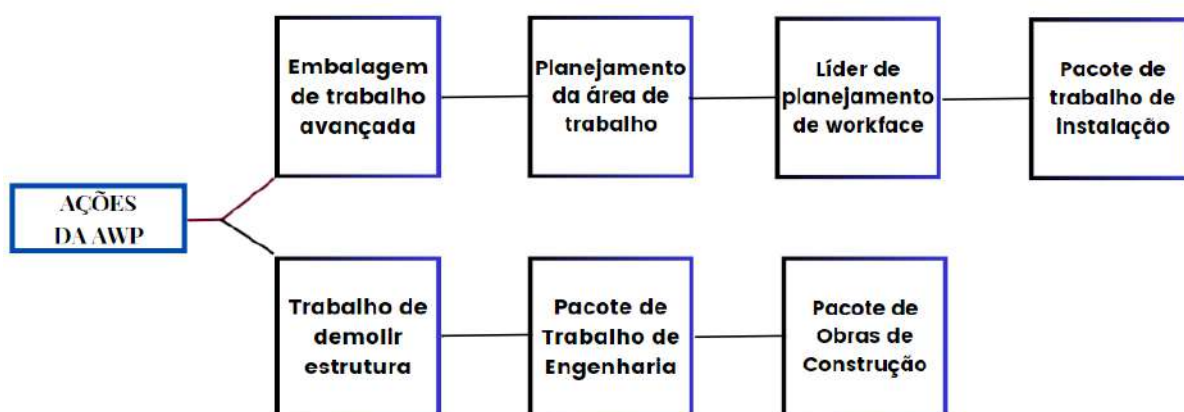 Embalagem
de trabalho
avançada
Planejamento
da área de
trabalho
Líder de
planejamento
de workface
Pacote de
trabalho de
instalação
AÇÕES
DA AWP
Trabalho de
demolir
estrutura
Pacote de
Trabalho de
Engenharia
Pacote de
Obras de
Construção